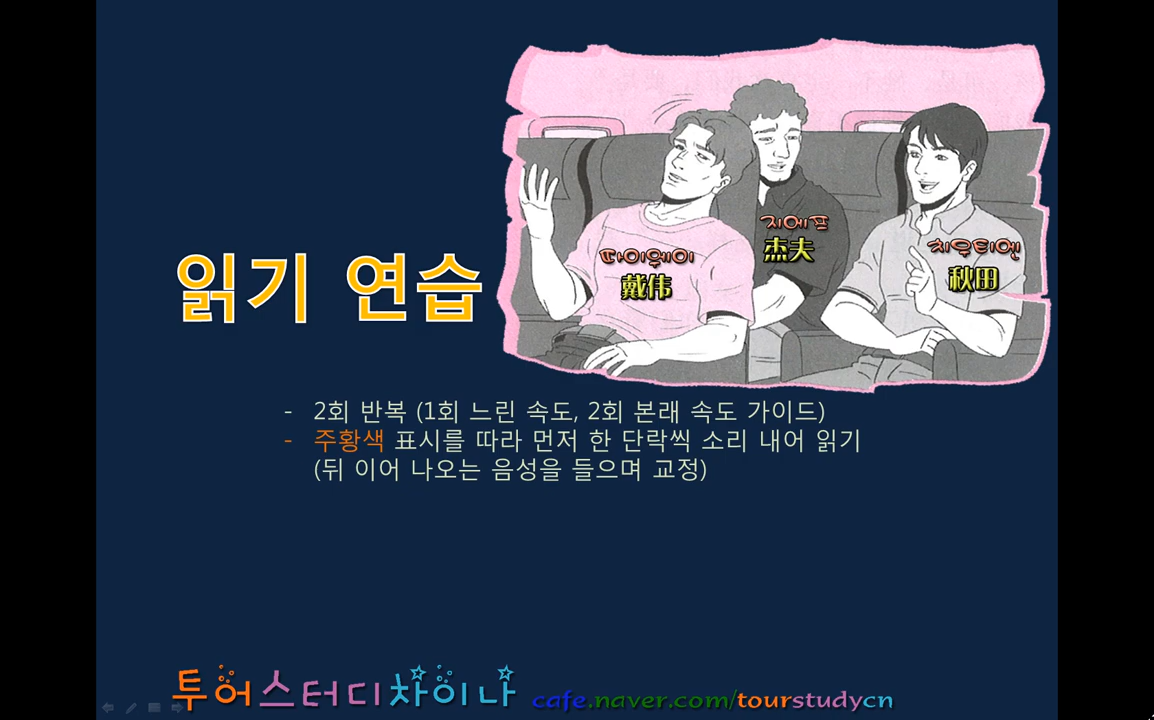 읽기 연습
따이웨이
戴伟
지에프
杰夫
치우티엔
秋田
- 2회 반복 (1회 느린 속도, 2회 본래 속도 가이드)
- 주황색 표시를 따라 먼저 한 단락씩 소리 내어 읽기
(뒤 이어 나오는 음성을 들으며 교정)
투어스터디차이나 cafe.naver.com/tourstudycn